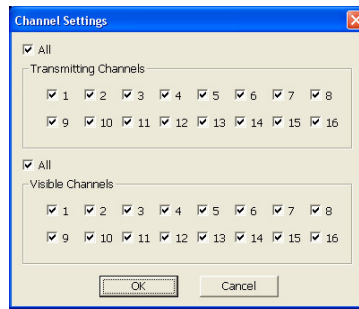 Channel Settings
All
Transmitting Channels
1 2 3 4 5 6 7 8
9 10 11 12 13 14 15 16
All
Visible Channels
1 2 3 4 5 6 7 8
9 10 11 12 13 14 15 16
OK Cancel